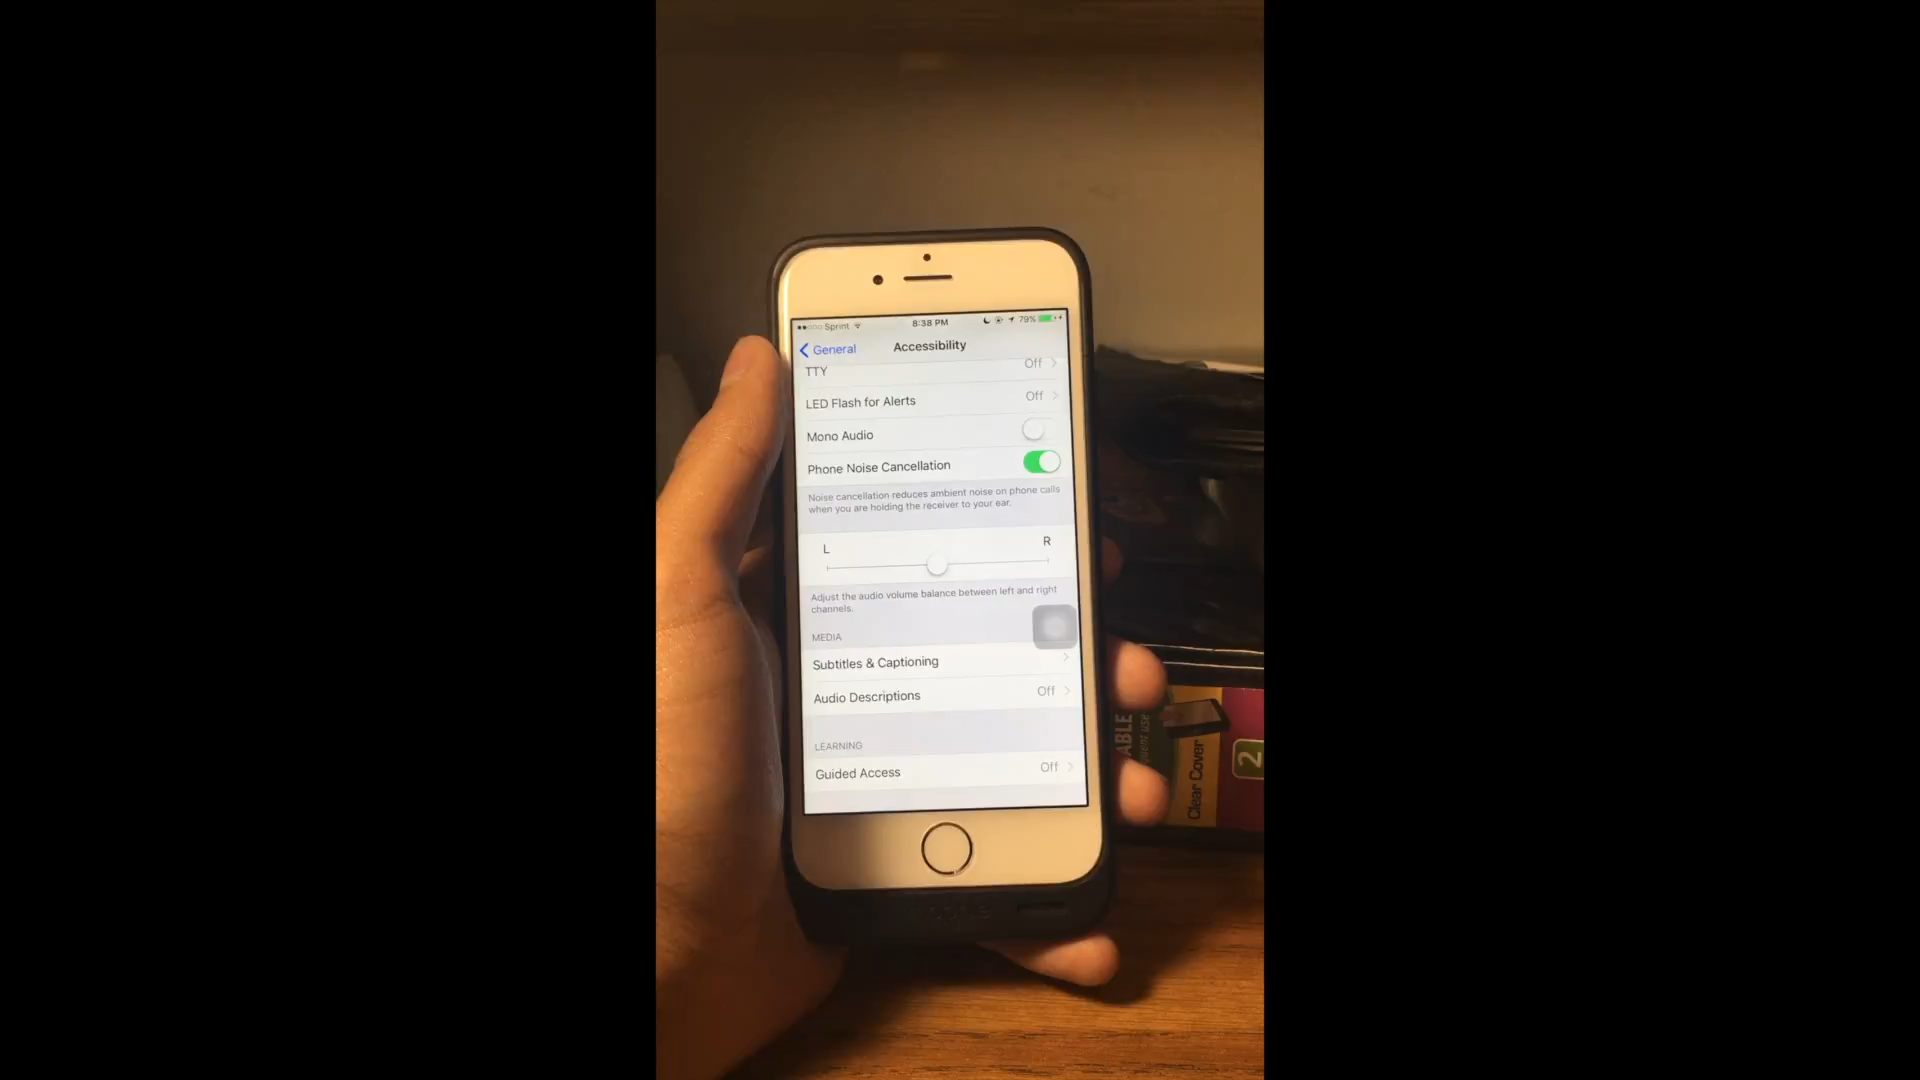 Sprint
8:38 PM
79%
General
Accessibility
TTY
Off
LED Flash for Alerts
Off
Mono Audio
Phone Noise Cancellation
Noise cancellation reduces ambient noise on phone calls
when you are holding the receiver to your ear.
L
R
Adjust the audio volume balance between left and right
channels.
MEDIA
Subtitles & Captioning
Audio Descriptions
Off
LEARNING
Guided Access
Off
ABLE
use
Clear Cover
2